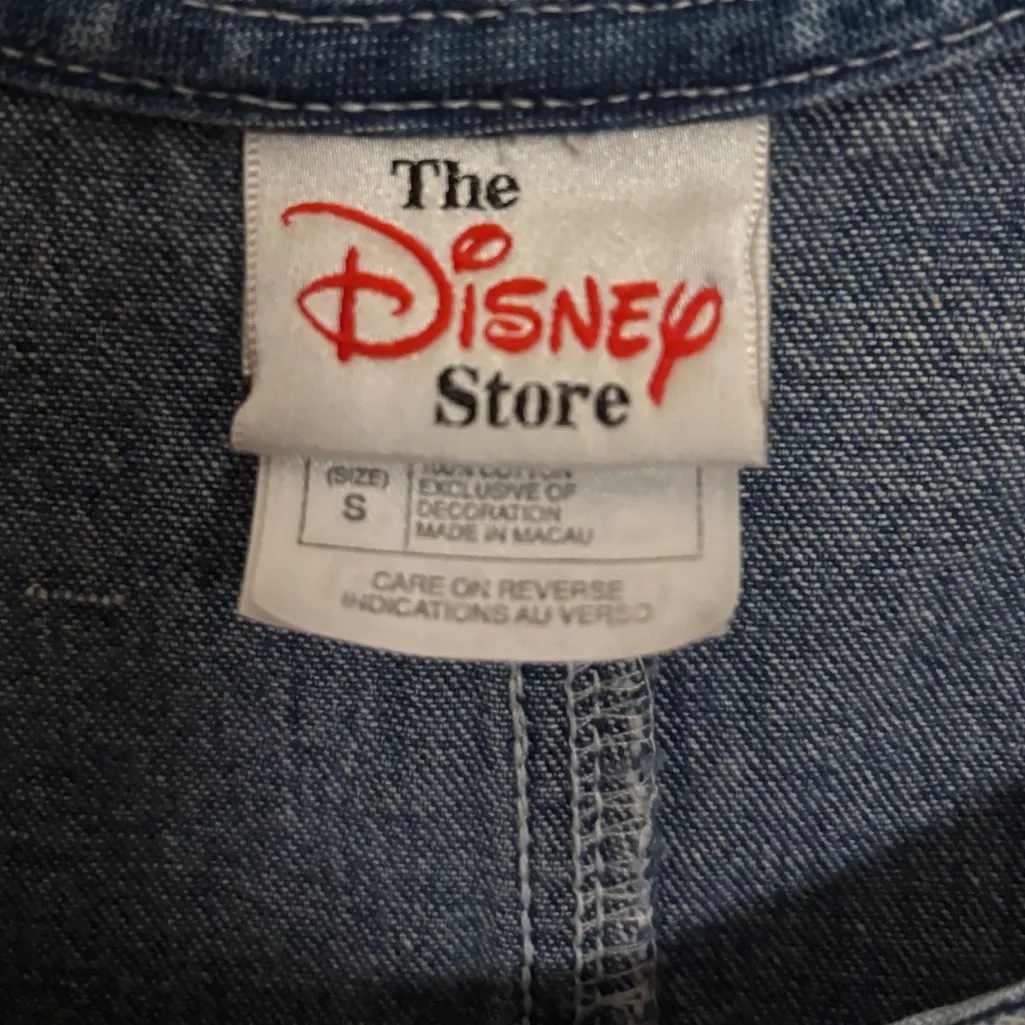 The
Disney
Store
(SIZE)
S
100% COTTON
EXCLUSIVE OF
DECORATION
MADE IN MACAU
CARE ON REVERSE
INDICATIONS AU VERSO